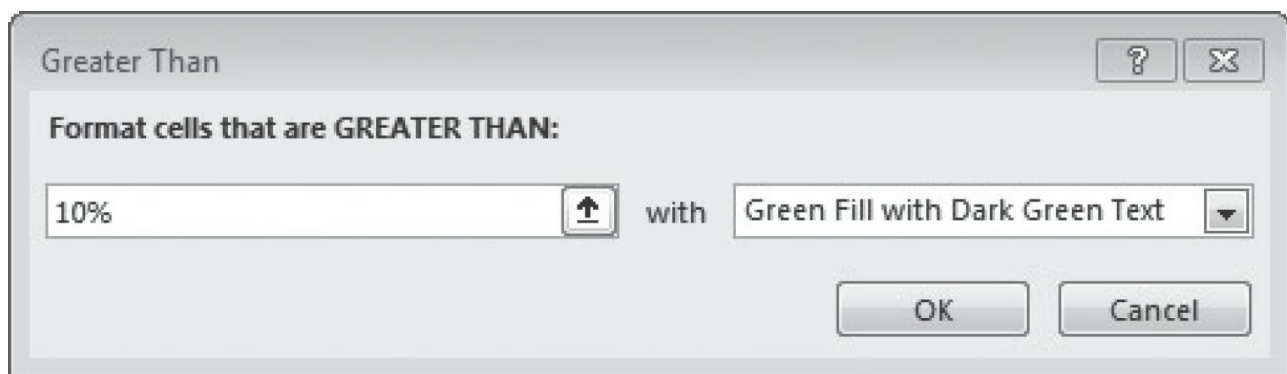 Greater Than
Format cells that are GREATER THAN:
10% with Green Fill with Dark Green Text
OK Cancel